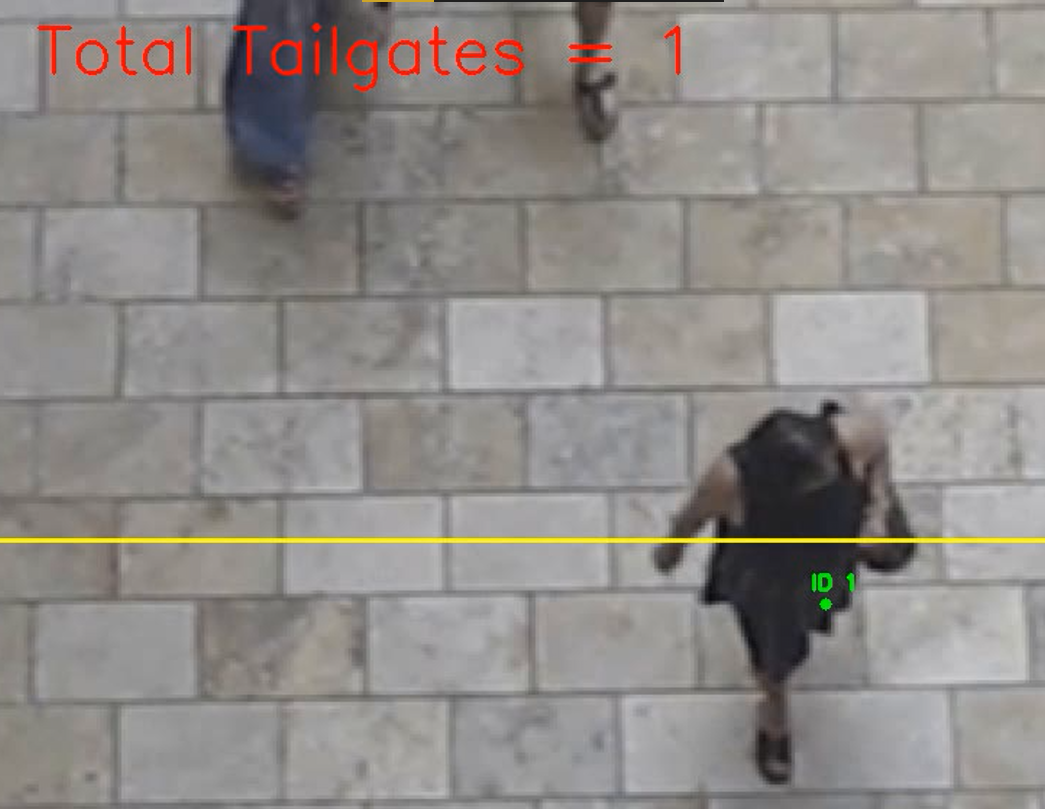 Total Tailgates = 1
ID 1